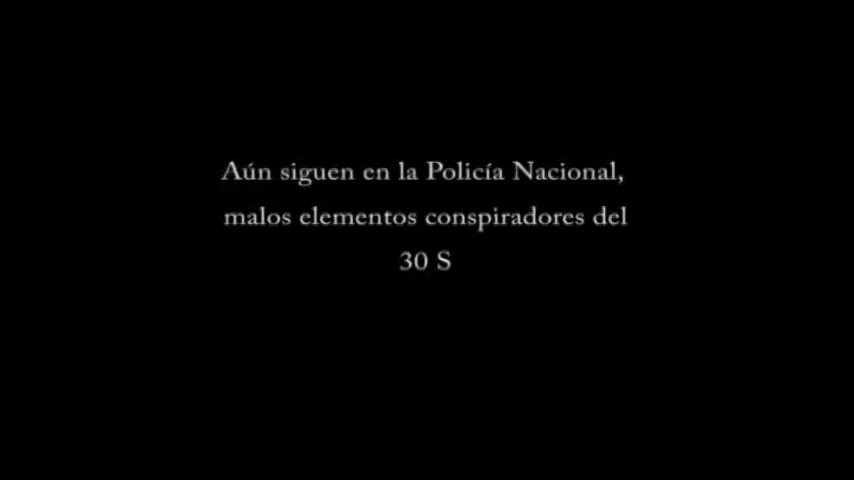 Aún siguen en la Policía Nacional,
malos elementos conspiradores del
30 S